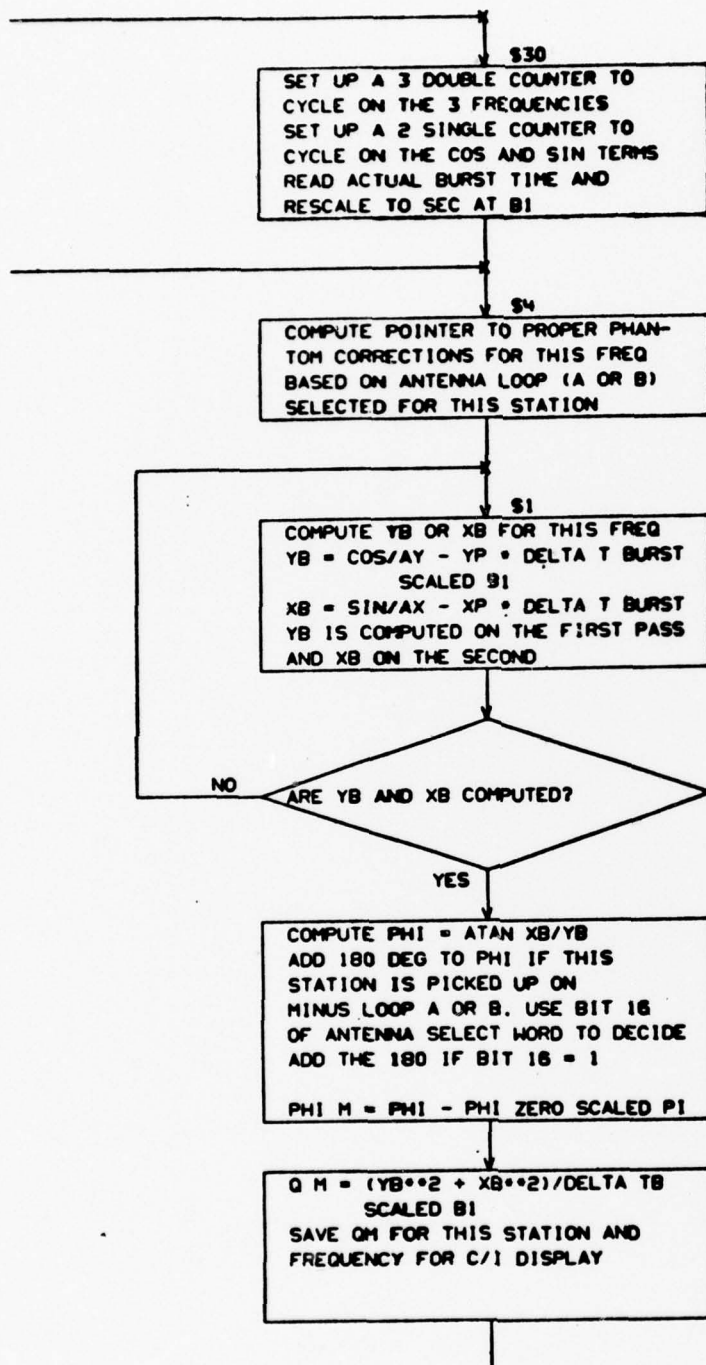 $30
SET UP A 3 DOUBLE COUNTER TO
CYCLE ON THE 3 FREQUENCIES
SET UP A 2 SINGLE COUNTER TO
CYCLE ON THE COS AND SIN TERMS
READ ACTUAL BURST TIME AND
RESCALE TO SEC AT B1
$4
COMPUTE POINTER TO PROPER PHAN-
TOM CORRECTIONS FOR THIS FREQ
BASED ON ANTENNA LOOP (A OR B)
SELECTED FOR THIS STATION
$1
COMPUTE YB OR XB FOR THIS FREQ
YB = COS/AY - YP * DELTA T BURST
SCALED B1
XB = SIN/AX - XP * DELTA T BURST
YB IS COMPUTED ON THE FIRST PASS
AND XB ON THE SECOND
NO
ARE YB AND XB COMPUTED?
YES
COMPUTE PHI = ATAN XB/YB
ADD 180 DEG TO PHI IF THIS
STATION IS PICKED UP ON
MINUS LOOP A OR B. USE BIT 16
OF ANTENNA SELECT WORD TO DECIDE
ADD THE 180 IF BIT 16 = 1
PHI M = PHI - PHI ZERO SCALED PI
Q M = (YB**2 + XB**2)/DELTA TB
SCALED B1
SAVE QM FOR THIS STATION AND
FREQUENCY FOR C/I DISPLAY